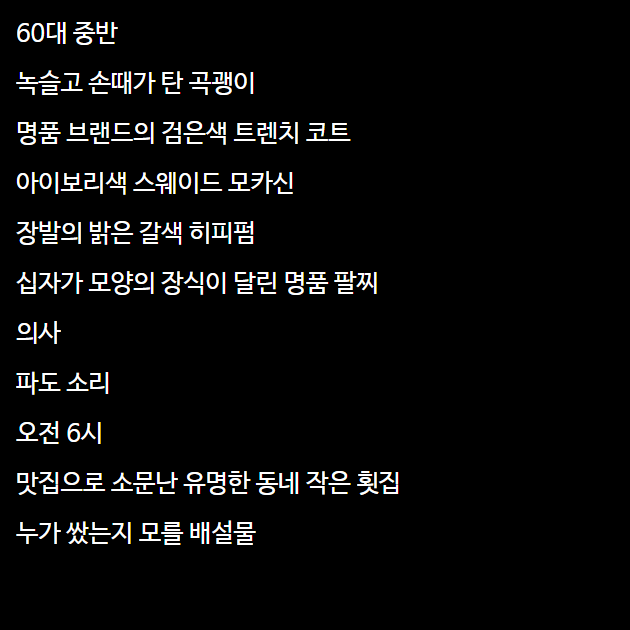 60대 중반
녹슬고 손때가 탄 곡괭이
명품 브랜드의 검은색 트렌치 코트
아이보리색 스웨이드 모카신
장발의 밝은 갈색 히피펌
십자가 모양의 장식이 달린 명품 팔찌
의사
파도 소리
오전 6시
맛집으로 소문난 유명한 동네 작은 횟집
누가 쌌는지 모를 배설물